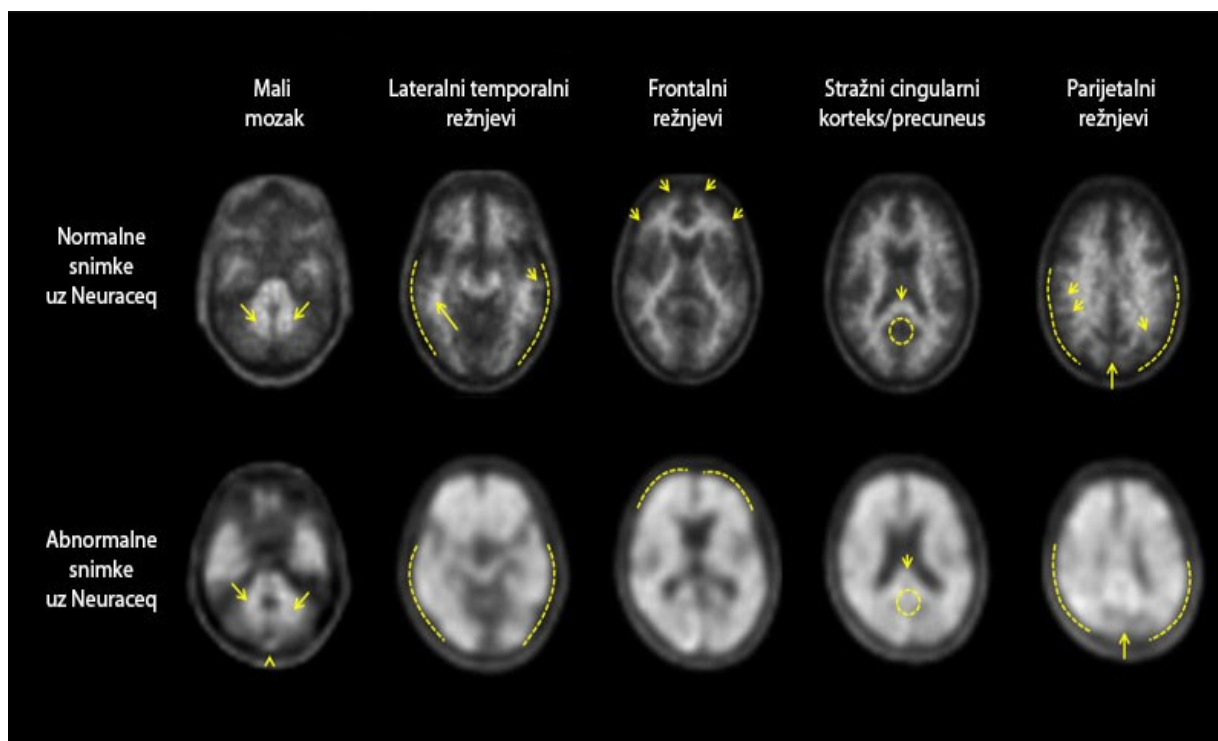 Mali
mozak
Lateralni temporalni
režnjevi
Frontalni
režnjevi
Stražni cingularni
korteks/precuneus
Parijetalni
režnjevi
Normalne
snimke
uz Neuraceq
Abnormalne
snimke
uz Neuraceq